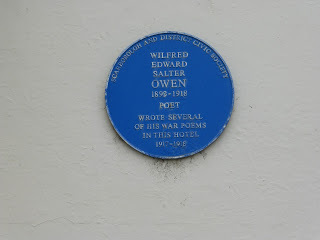 SCARBOROUGH AND DISTRICT CIVIC SOCIETY
WILFRED
EDWARD
SALTER
OWEN
1893-1918
POET
WROTE SEVERAL
OF HIS WAR POEMS
IN THIS HOTEL
1917-1918